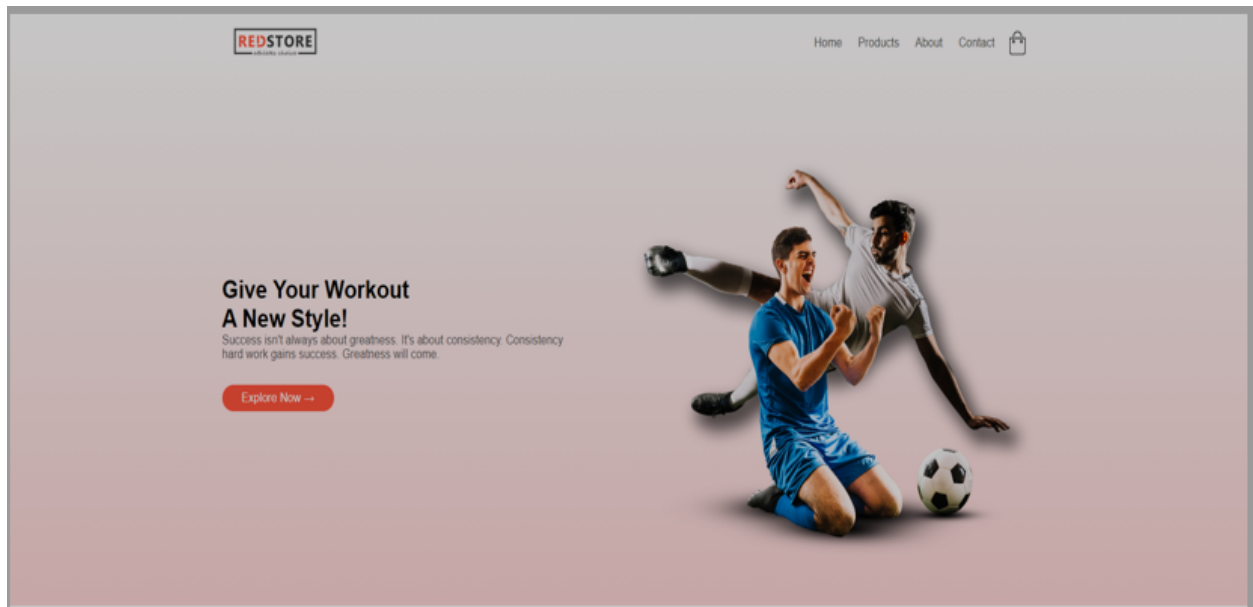 REDSTORE
Home Products About Contact
Give Your Workout
A New Style!
Success isn't always about greatness. It's about consistency. Consistency
hard work gains success. Greatness will come.
Explore Now →